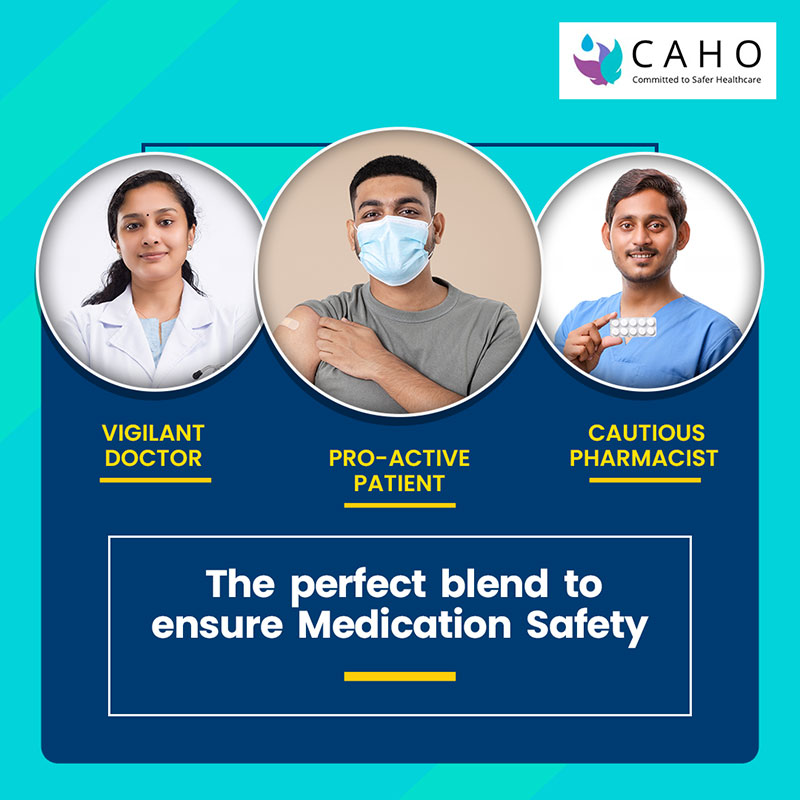 CAHO
Committed to Safer Healthcare
VIGILANT
DOCTOR
PRO-ACTIVE
PATIENT
CAUTIOUS
PHARMACIST
The perfect blend to
ensure Medication Safety